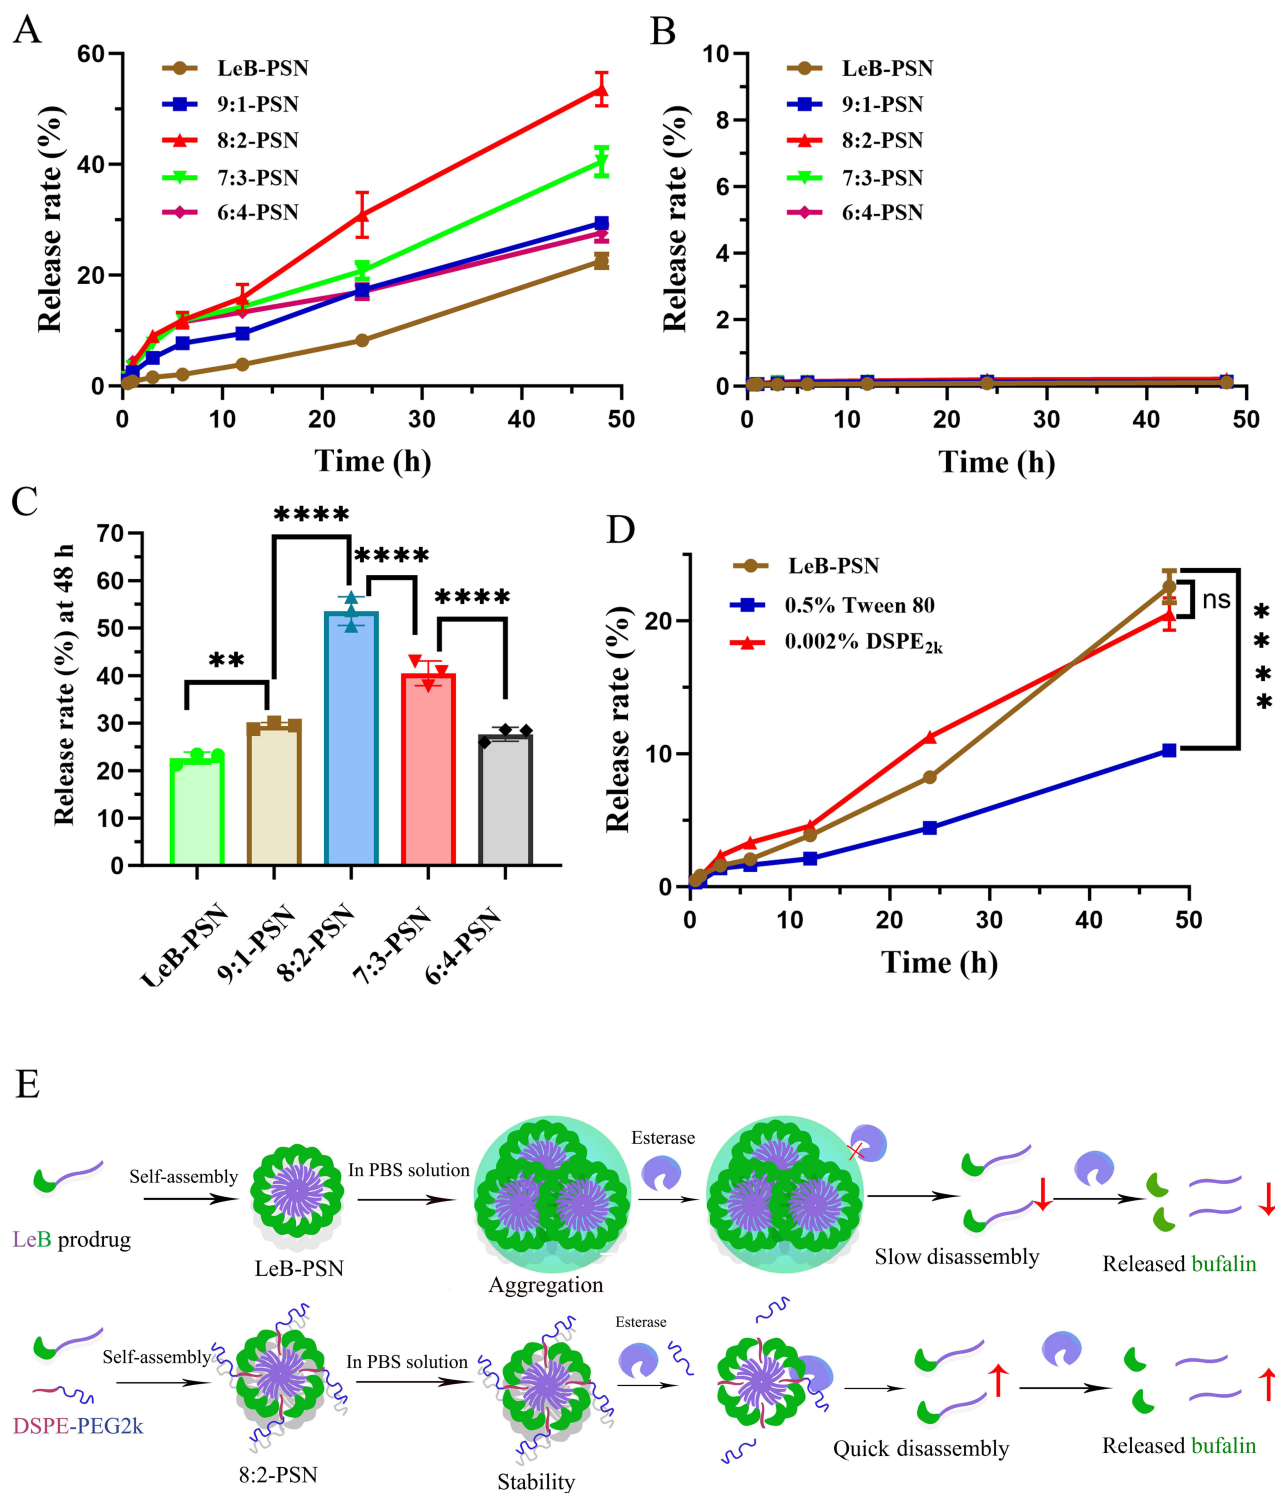 A
60
40
20
0
0
10
20
30
40
50
Release rate (%)
Time (h)
LeB-PSN
9:1-PSN
8:2-PSN
7:3-PSN
6:4-PSN
B
10
8
6
4
2
0
0
10
20
30
40
50
Release rate (%)
Time (h)
LeB-PSN
9:1-PSN
8:2-PSN
7:3-PSN
6:4-PSN
C
70
60
50
40
30
20
10
0
Release rate (%) at 48 h
**
****
****
****
LeB-PSN
9:1-PSN
8:2-PSN
7:3-PSN
6:4-PSN
D
20
10
0
0
10
20
30
40
50
Release rate (%)
Time (h)
LeB-PSN
0.5% Tween 80
0.002% DSPE2k
ns
****
E
LeB prodrug
Self-assembly
LeB-PSN
In PBS solution
Aggregation
Esterase
Slow disassembly
Released bufalin
DSPE-PEG2k
Self-assembly
8:2-PSN
In PBS solution
Stability
Esterase
Quick disassembly
Released bufalin